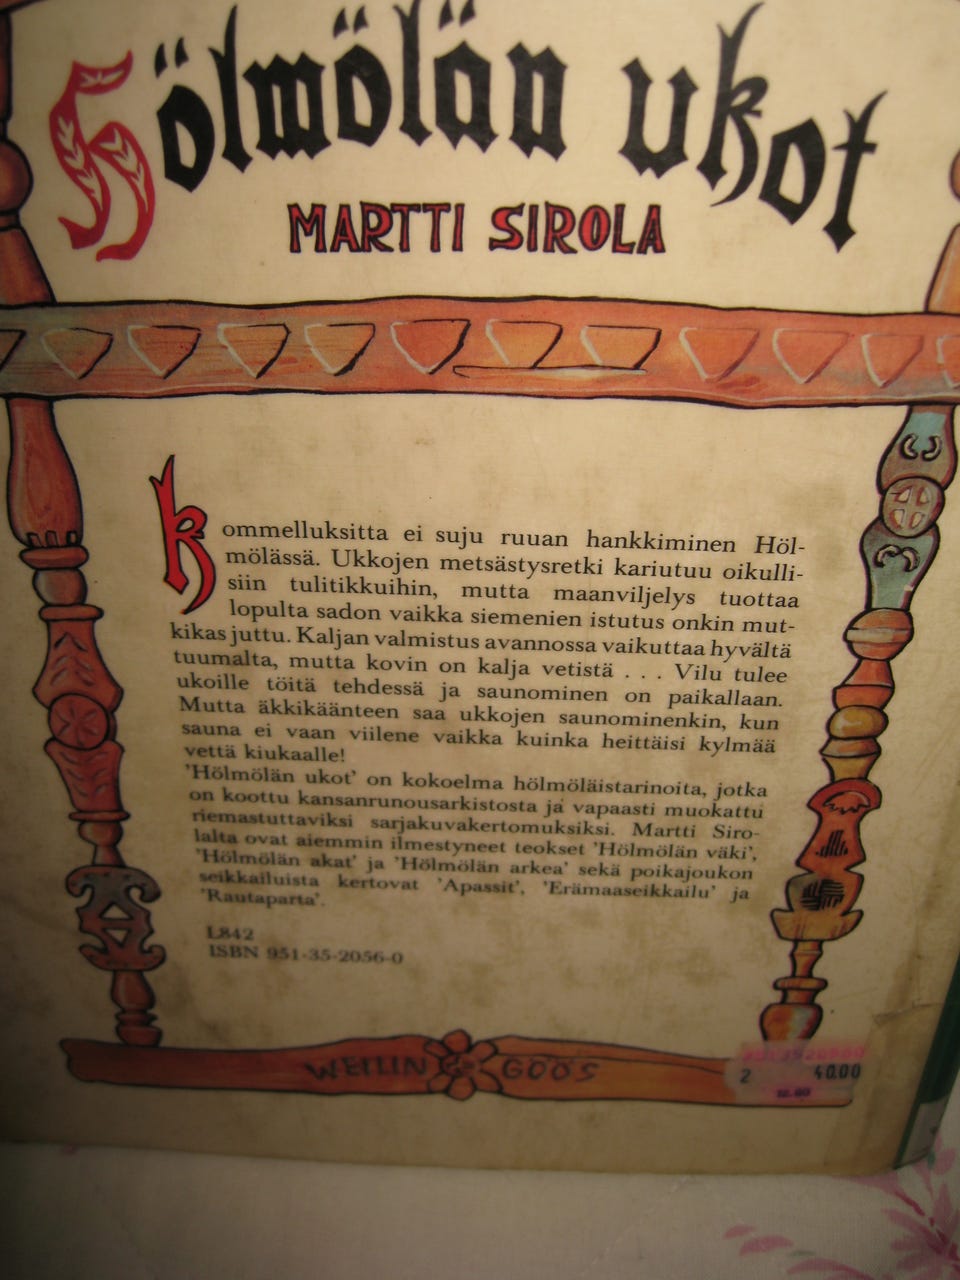 Hölmölän ukot
MARTTI SIROLA
Kommelluksitta ei suju ruuan hankkiminen Höl-
mölässä. Ukkojen metsästysretki kariutuu oikulli-
siin tulitikkuihin, mutta maanviljelys tuottaa
lopulta sadon vaikka siemenien istutus onkin mut-
kikas juttu. Kaljan valmistus avannossa vaikuttaa hyvältä
tuumalta, mutta kovin on kalja vetistä . . . Vilu tulee
ukoille töitä tehdessä ja saunominen on paikallaan.
Mutta äkkikäänteen saa ukkojen saunominenkin, kun
sauna ei vaan viilene vaikka kuinka heittäisi kylmää
vettä kiukaalle!
'Hölmölän ukot' on kokoelma hölmöläistarinoita, jotka
on koottu kansanrunousarkistosta ja vapaasti muokattu
riemastuttaviksi sarjakuvakertomuksiksi. Martti Siro-
lalta ovat aiemmin ilmestyneet teokset 'Hölmölän väki',
'Hölmölän akat' ja 'Hölmölän arkea' sekä poikajoukon
seikkailuista kertovat 'Apassit', 'Erämaaseikkailu' ja
'Rautaparta'.
L842
ISBN 951-35-2056-0
WEILIN & GÖÖS
2 40.00